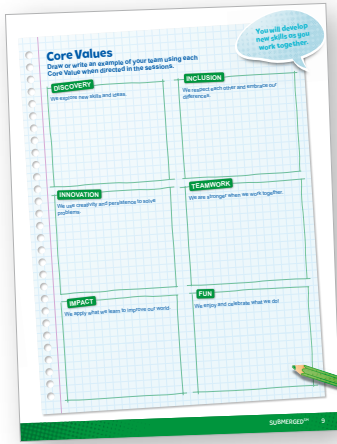 You will develop
new skills as you
work together.
Core Values
Draw or write an example of your team using each
Core Value when directed in the sessions.
DISCOVERY
We explore new skills and ideas.
INCLUSION
We respect each other and embrace our
differences.
INNOVATION
We use creativity and persistence to solve
problems.
TEAMWORK
We are stronger when we work together.
IMPACT
We apply what we learn to improve our world
FUN
We enjoy and celebrate what we do!
SUBMERGED℠ 9